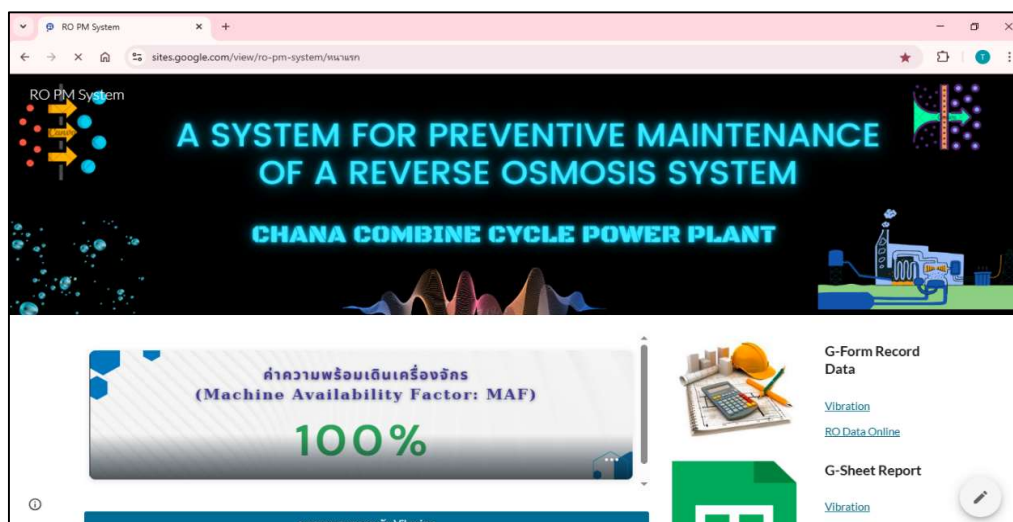 RO PM System
sites.google.com/view/ro-pm-system/หน้าแรก
T
RO PM System
A SYSTEM FOR PREVENTIVE MAINTENANCE
OF A REVERSE OSMOSIS SYSTEM
CHANA COMBINE CYCLE POWER PLANT
ค่าความพร้อมเดินเครื่องจักร
(Machine Availability Factor: MAF)
100%
G-Form Record
Data
Vibration
RO Data Online
G-Sheet Report
Vibration